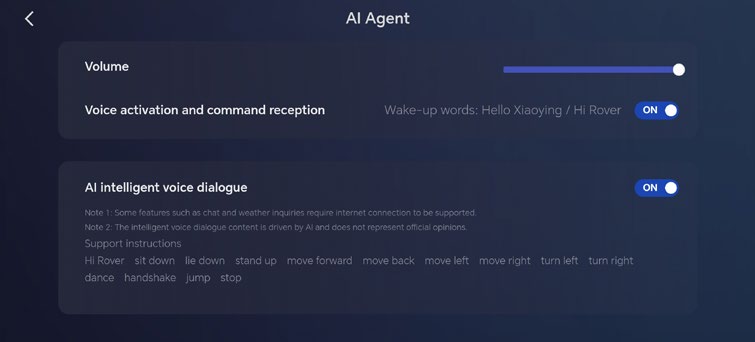 AI Agent
Volume
Voice activation and command reception Wake-up words: Hello Xiaoying / Hi Rover ON
AI intelligent voice dialogue ON
Note 1: Some features such as chat and weather inquiries require internet connection to be supported.
Note 2: The intelligent voice dialogue content is driven by AI and does not represent official opinions.
Support instructions
Hi Rover sit down lie down stand up move forward move back move left move right turn left turn right
dance handshake jump stop